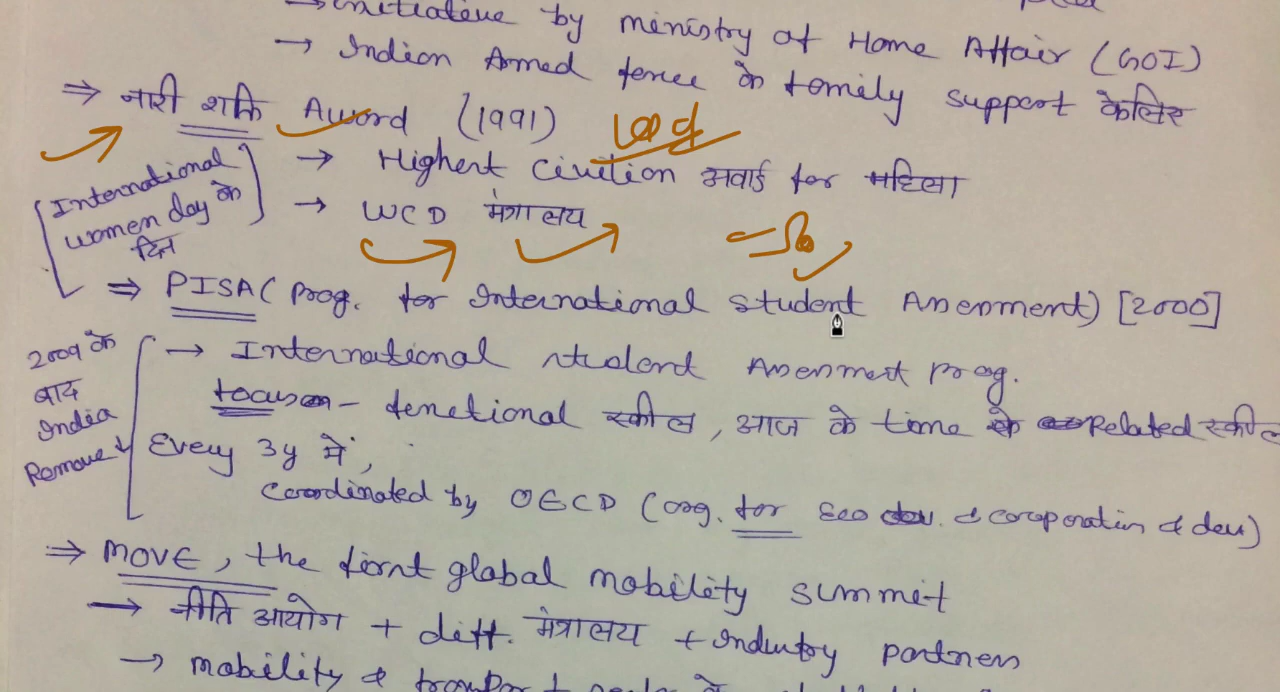 → Initiative by ministry of Home Affair (GOI)
→ Indian Armed force के family support केलिए
⇒ नारी शक्ति Award (1991)
→ Highest Civilian अवार्ड for महिला
[International women day के दिन]
→ WCD मंत्रालय
⇒ PISA (Prog. for International Student Assessment) [2000]
2009 के बाद India Remove
→ International student Assessment prog.
focus on - functional स्कील, आज के time के Related स्कील
Every 3y में,
Coordinated by OECD (org. for eco & corporation & dev)
⇒ MOVE, the first global mobility summit
→ नीति आयोग + diff. मंत्रालय + industry partners
→ mobility & transport